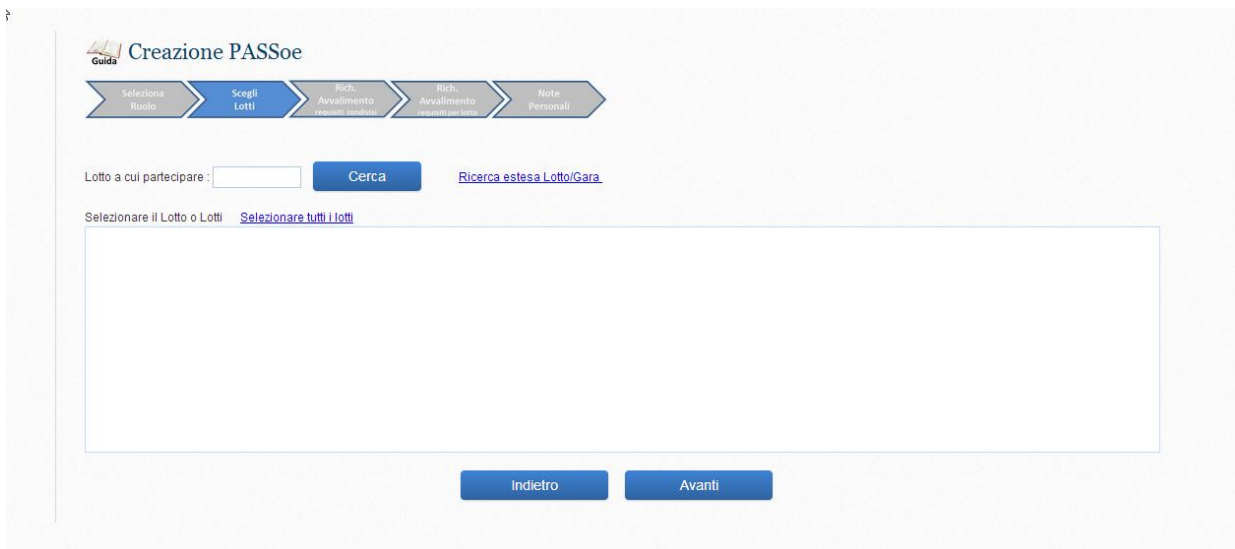 Guida Creazione PASSoe
Seleziona Ruolo
Scegli Lotti
Rich. Avvalimento requisiti condivisi
Rich. Avvalimento requisiti per lotto
Note Personali
Lotto a cui partecipare : Cerca Ricerca estesa Lotto/Gara
Selezionare il Lotto o Lotti Selezionare tutti i lotti
Indietro Avanti